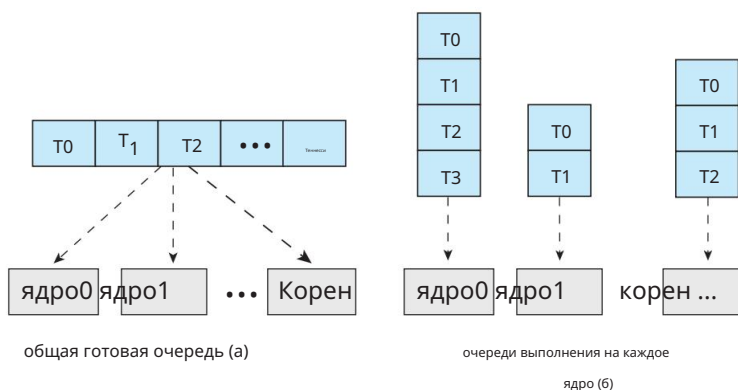 T0 T1 T2 ••• Теннесси
ядро0 ядро1 ••• Корен
общая готовая очередь (а)
T0
T1
T2
T3
T0
T1
T0
T1
T2
ядро0 ядро1 корен ...
очереди выполнения на каждое
ядро (б)